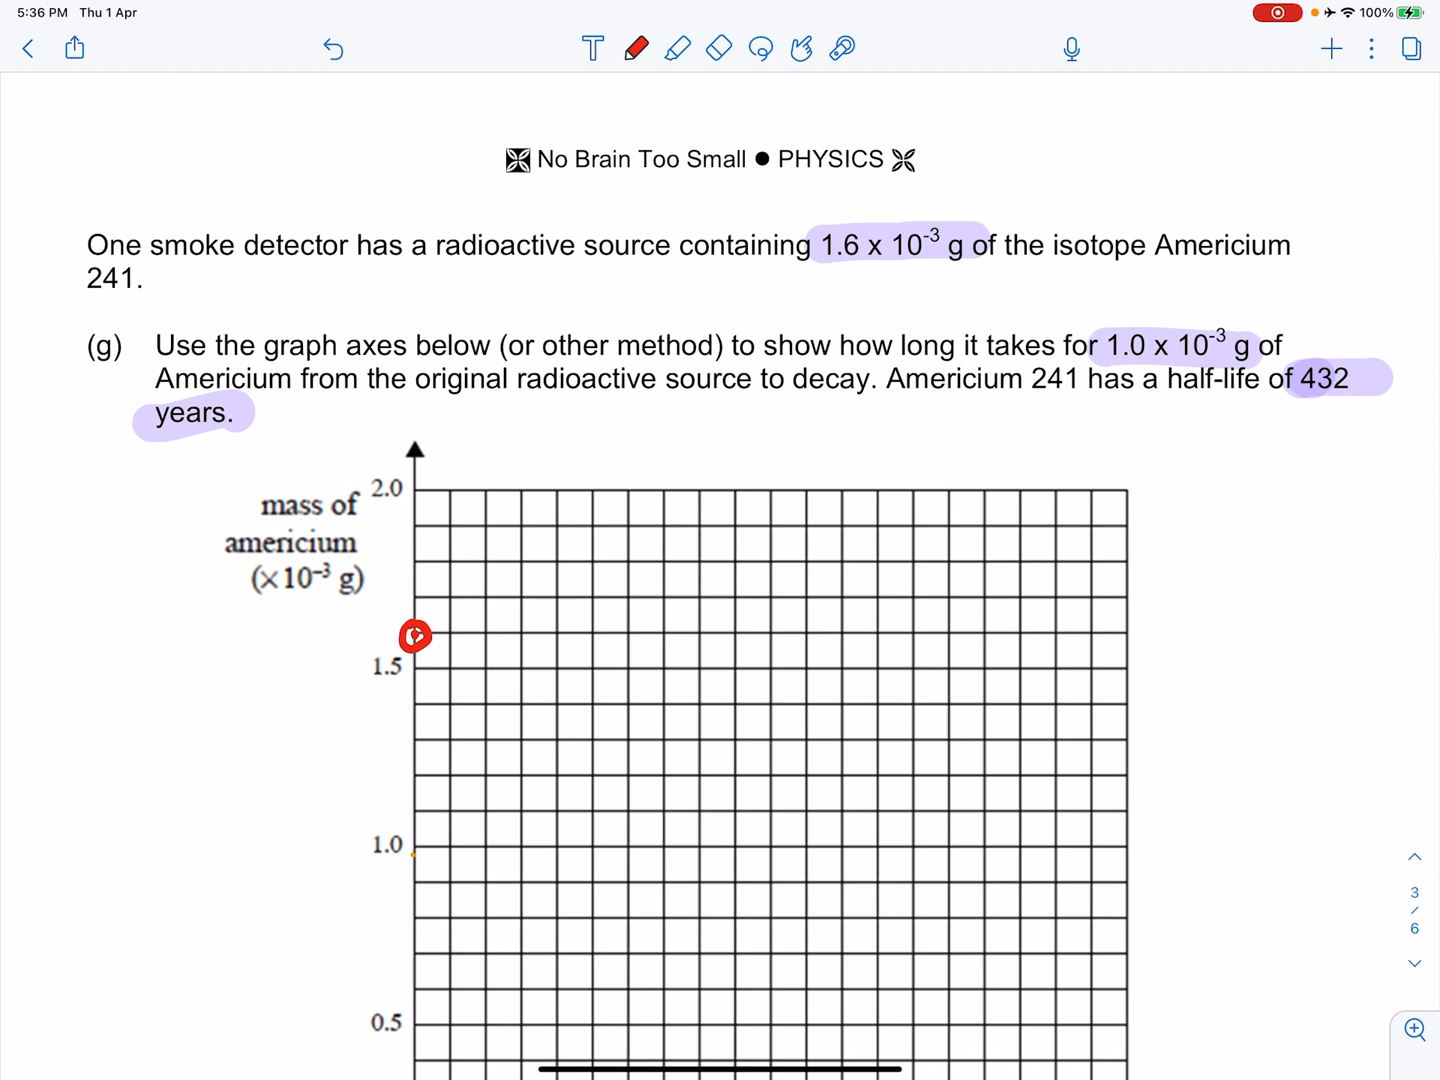 5:36 PM Thu 1 Apr
100%
No Brain Too Small ● PHYSICS
One smoke detector has a radioactive source containing 1.6 x 10⁻³ g of the isotope Americium
241.
(g) Use the graph axes below (or other method) to show how long it takes for 1.0 x 10⁻³ g of
Americium from the original radioactive source to decay. Americium 241 has a half-life of 432
years.
mass of
americium
(×10⁻³ g)
2.0
1.5
1.0
0.5
3
/
6